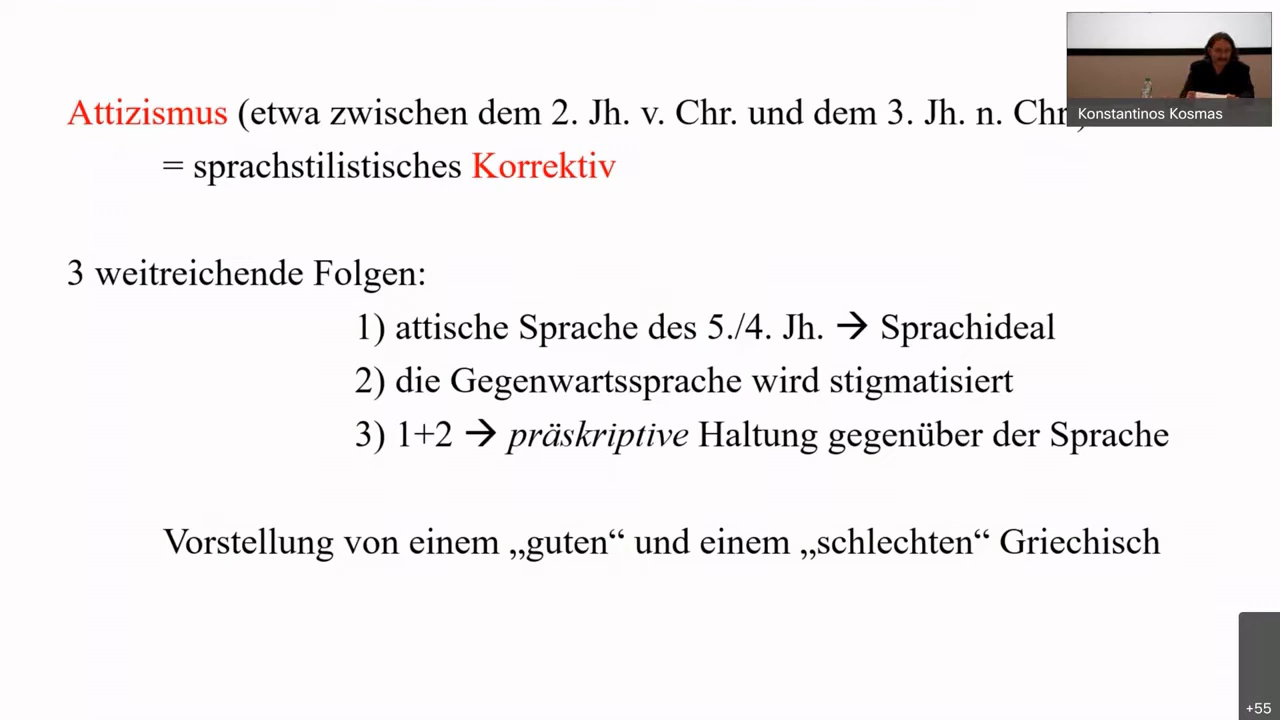 Attizismus (etwa zwischen dem 2. Jh. v. Chr. und dem 3. Jh. n. Chr.)
= sprachstilistisches Korrektiv
3 weitreichende Folgen:
1) attische Sprache des 5./4. Jh. → Sprachideal
2) die Gegenwartssprache wird stigmatisiert
3) 1+2 → präskriptive Haltung gegenüber der Sprache
Vorstellung von einem „guten“ und einem „schlechten“ Griechisch
Konstantinos Kosmas
+55